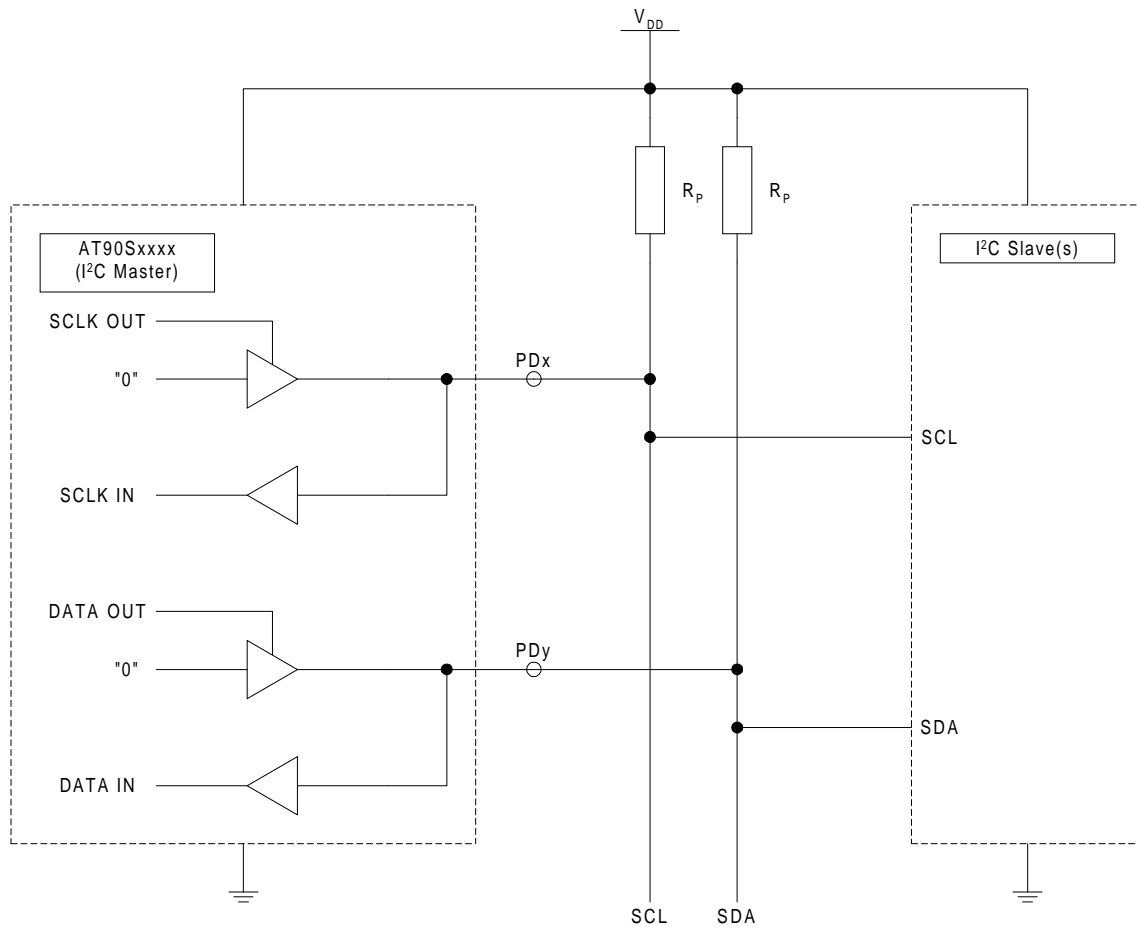 V_DD
R_P
R_P
AT90Sxxxx
(I²C Master)
I²C Slave(s)
SCLK OUT
"0"
PDx
SCL
SCLK IN
DATA OUT
"0"
PDy
SDA
DATA IN
SCL
SDA